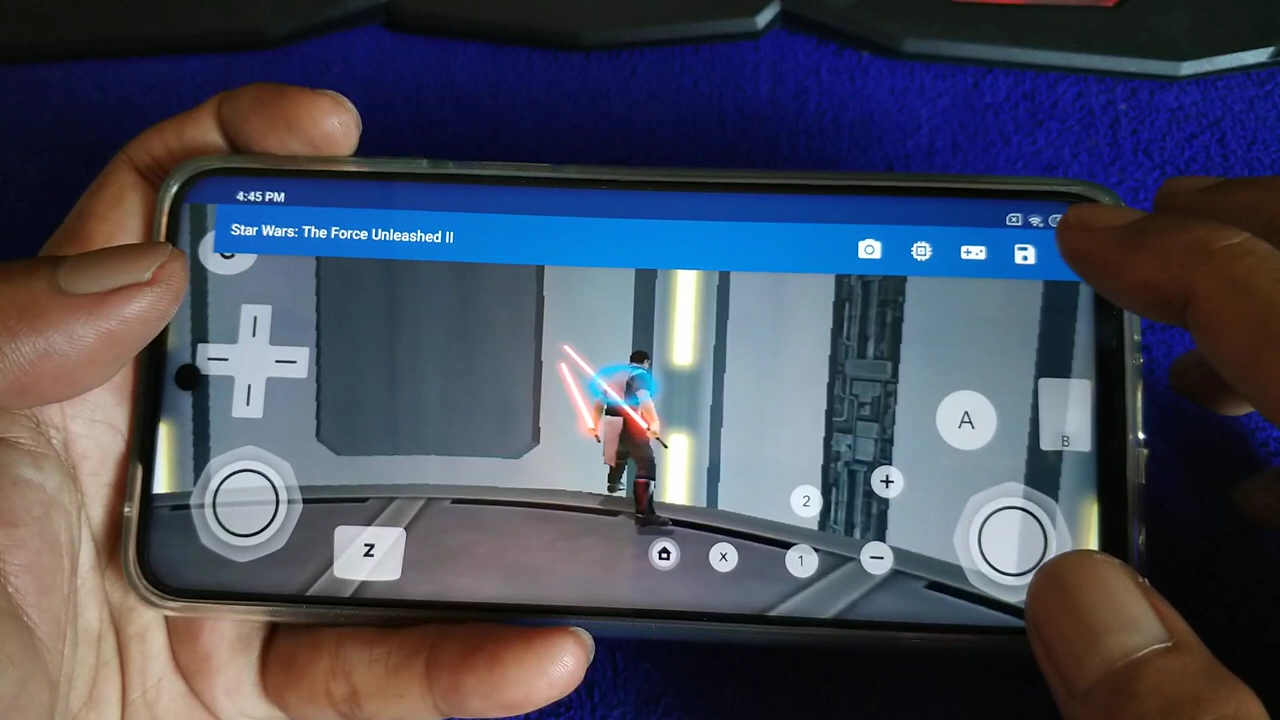 4:45 PM
Star Wars: The Force Unleashed II
A
B
+
2
Z
X
1
−